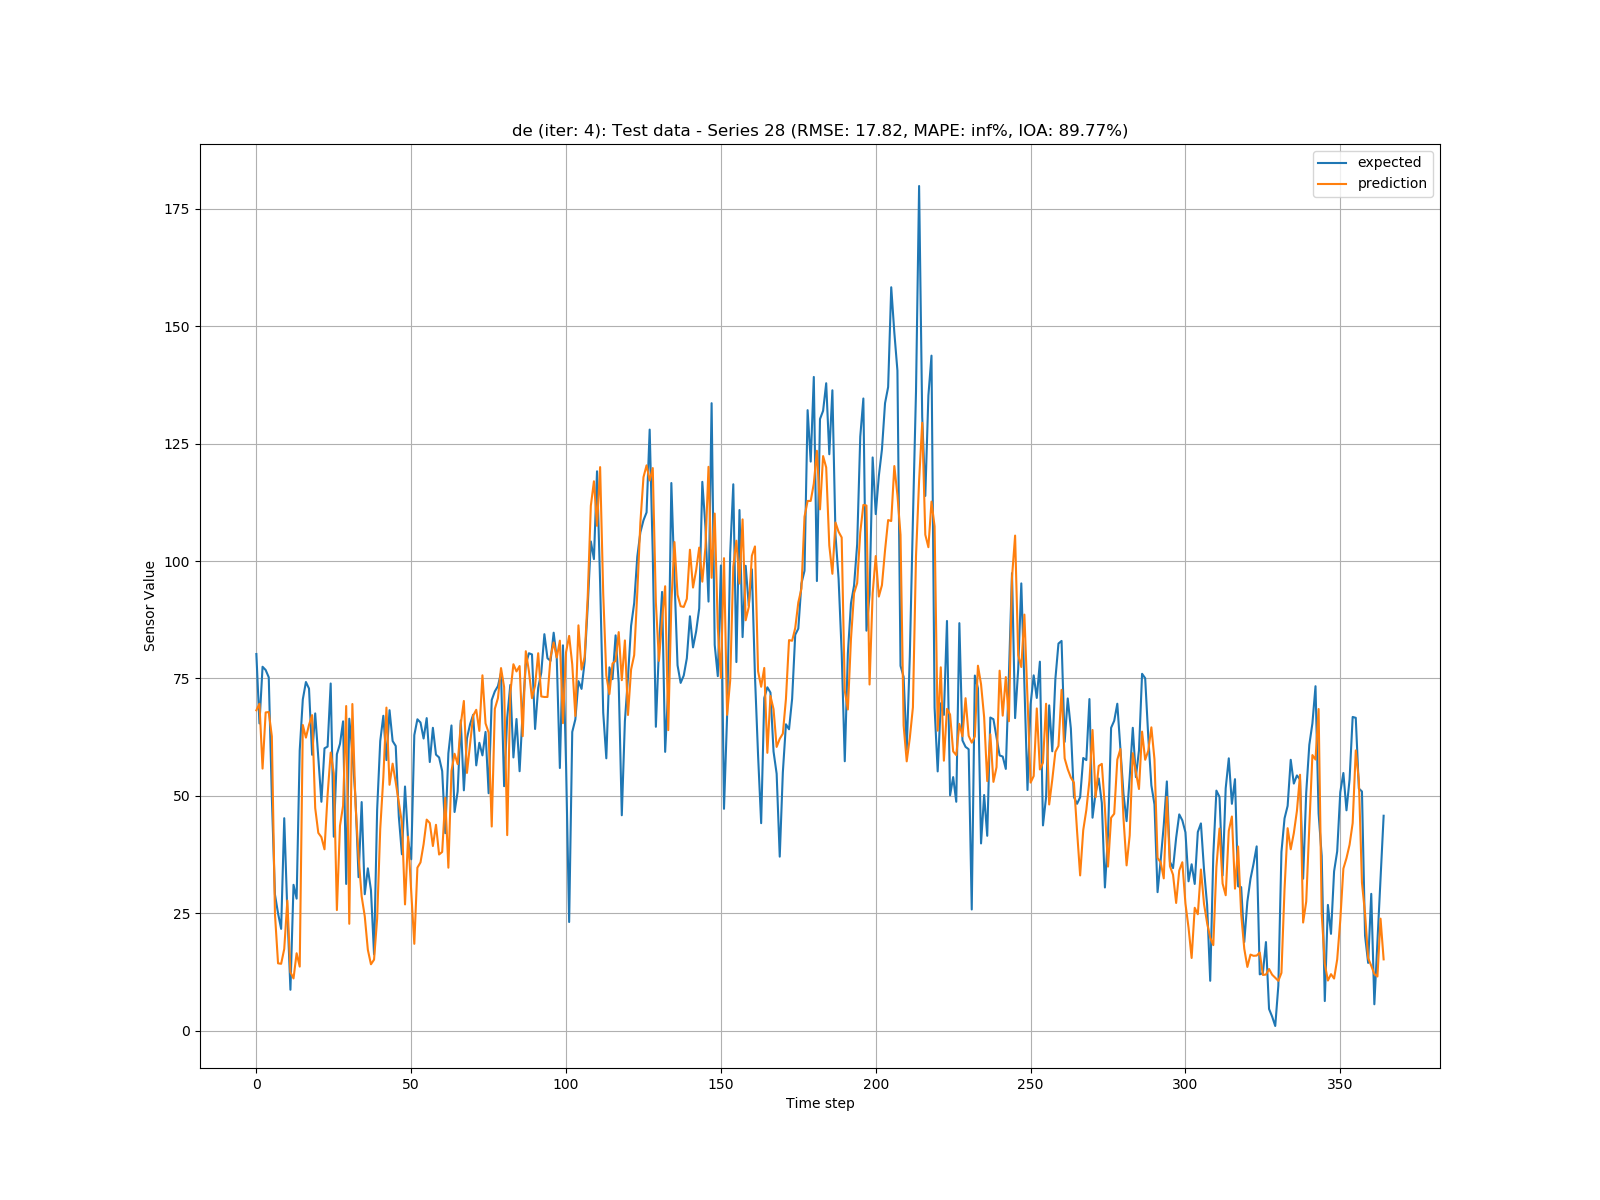 de (iter: 4): Test data - Series 28 (RMSE: 17.82, MAPE: inf%, IOA: 89.77%)
expected
prediction
175
150
125
100
75
50
25
0
Sensor Value
0 50 100 150 200 250 300 350
Time step